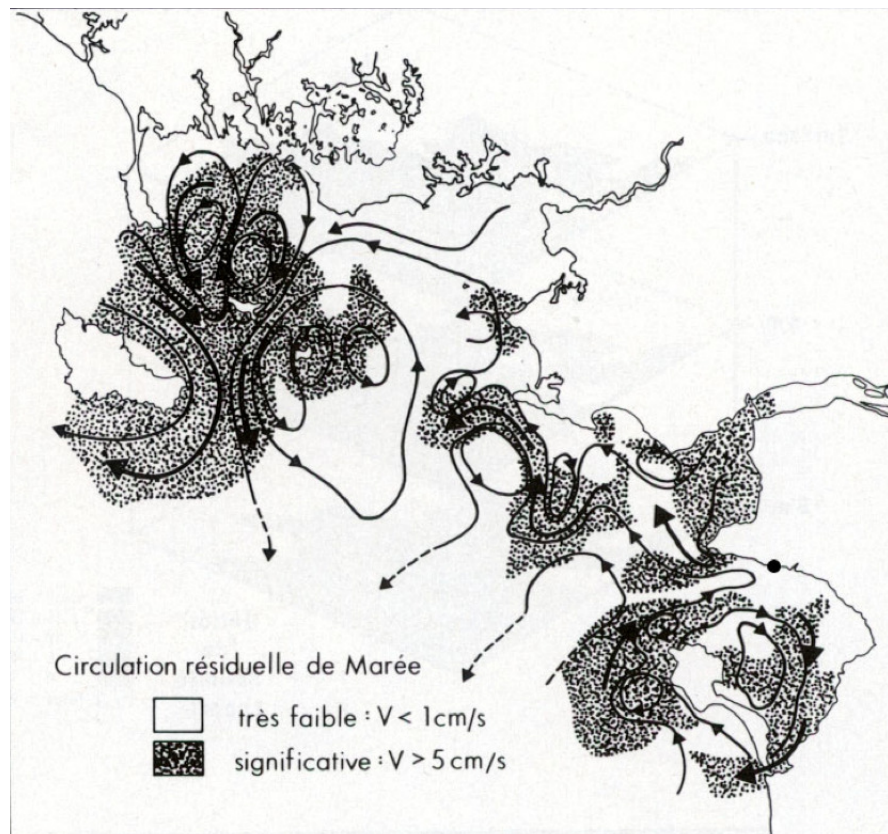 Circulation résiduelle de Marée
très faible : V < 1cm/s
significative : V > 5 cm/s